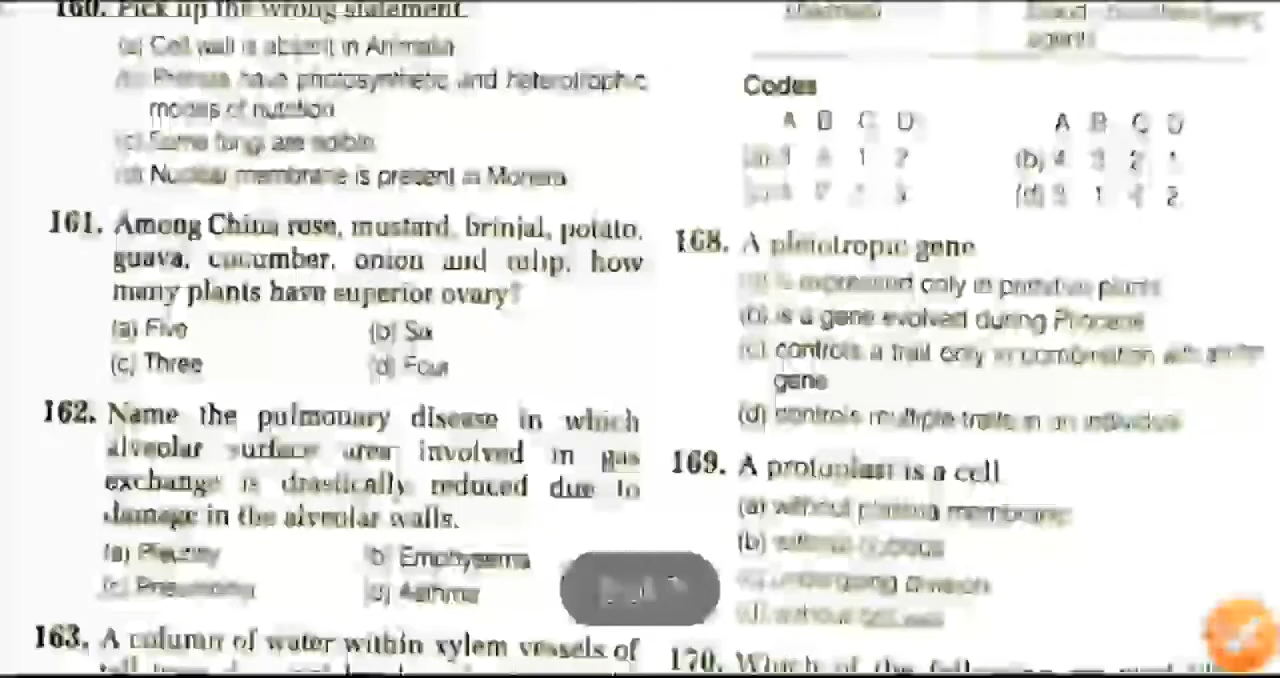 160. Pick up the wrong statement
(a) Cell wall is absent in Animalia
have photosynthetic and heterotrophic
modes of nutrition
(c) Some fungi are edible
(d) Nuclear membrane is present in Monera
161. Among China rose, mustard, brinjal, potato,
guava, cucumber, onion and tulip, how
many plants have superior ovary?
(a) Five (b) Six
(c) Three (d) Four
162. Name the pulmonary disease in which
alveolar surface area involved in gas
exchange is drastically reduced due to
damage in the alveolar walls.
(a) Pleurisy (b) Emphysema
(c) Pneumonia (d) Asthma
163. A column of water within xylem vessels of
agents
Codes
A B C D A B C D
(b) 4 3 2 1
(d) 3 1 4 2
168. A pleiotropic gene
(a) is expressed only in primitive plants
(b) is a gene evolved during Pliocene
(c) controls a trait only in combination with another
gene
(d) controls multiple traits in an individual
169. A protoplast is a cell
(a) without plasma membrane
(b) without nucleus
(c) undergoing division
(d) without cell wall
170. Which of the